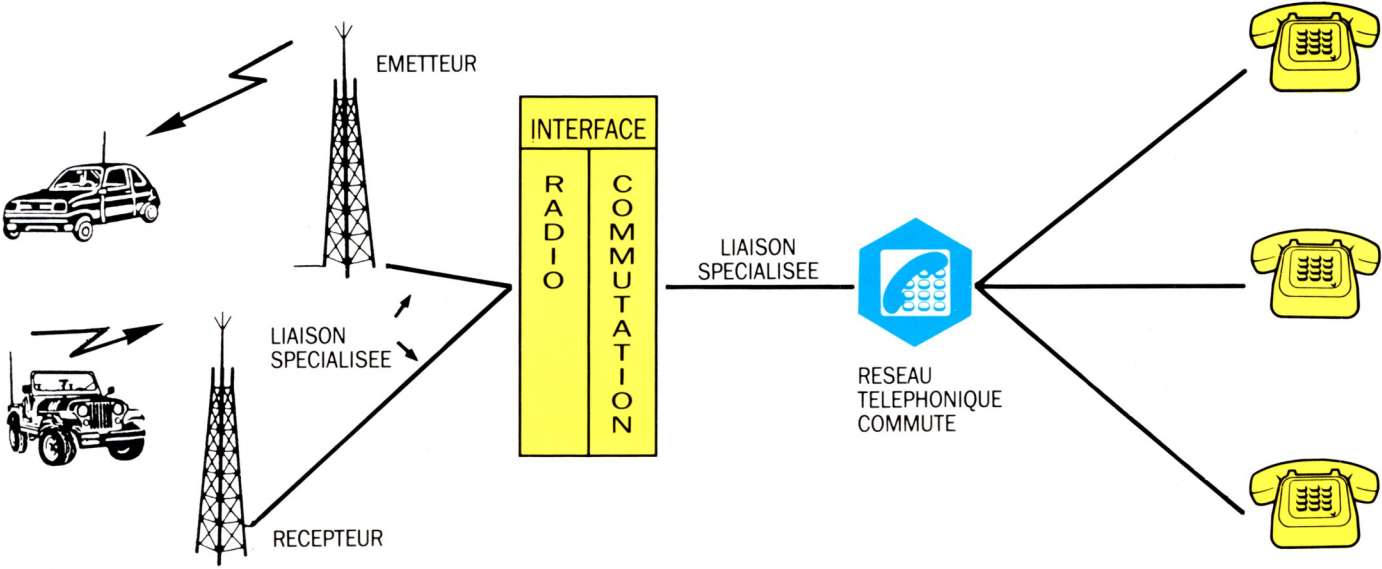 EMETTEUR
INTERFACE
RADIO
COMMUTATION
LIAISON
SPECIALISEE
LIAISON
SPECIALISEE
RESEAU
TELEPHONIQUE
COMMUTE
RECEPTEUR